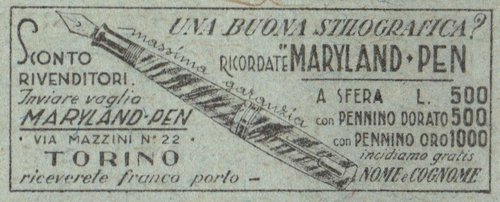 UNA BUONA STILOGRAFICA?
RICORDATE "MARYLAND-PEN
massima garanzia
SCONTO
RIVENDITORI.
Inviare vaglia
MARYLAND-PEN
· VIA MAZZINI Nº 22 ·
TORINO
riceverete franco porto –
A SFERA L. 500
con PENNINO DORATO 500
con PENNINO ORO 1000
incidiamo gratis
NOME e COGNOME